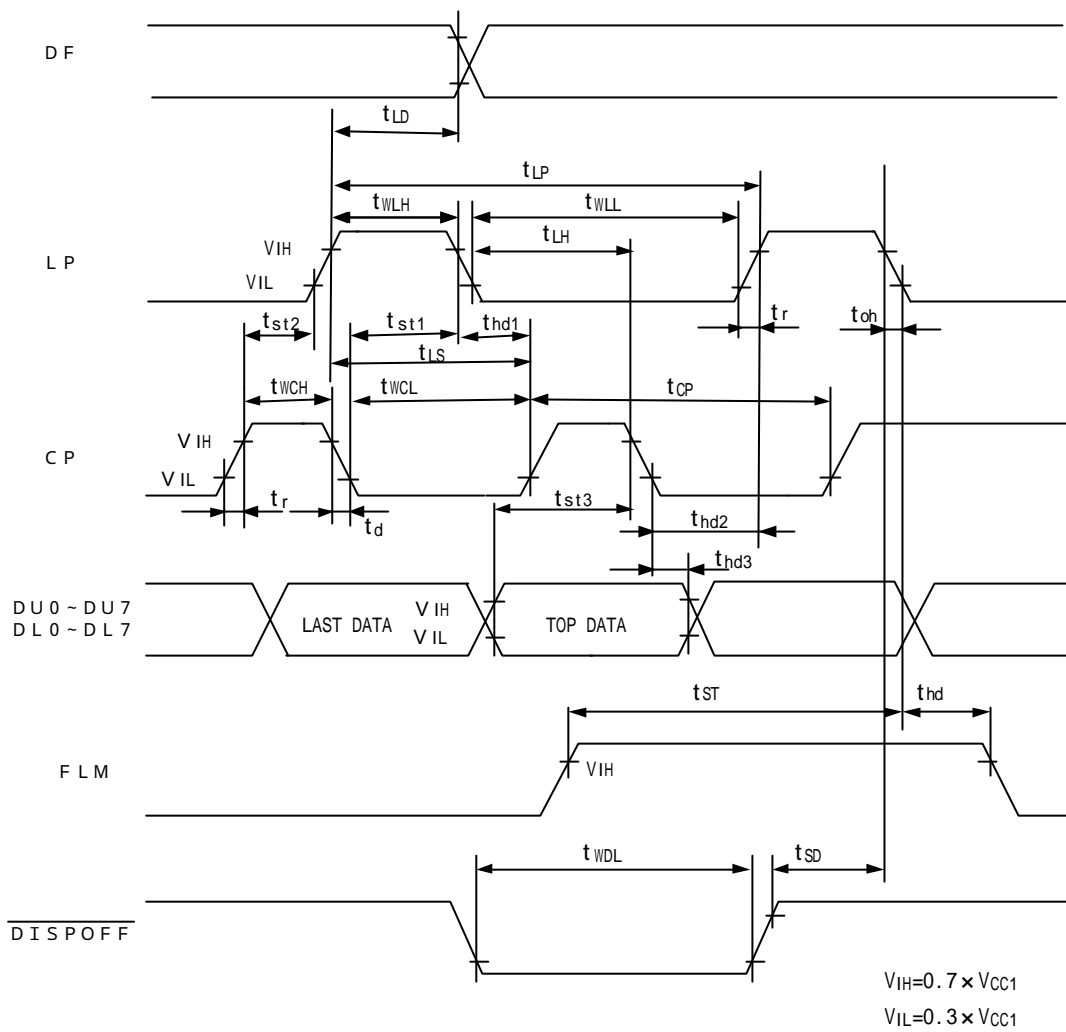 DF
tLD
tLP
tWLH
tWLL
tLH
VIH
LP
VIL
tst2
tst1
thd1
tr
toh
tLS
tWCH
tWCL
tCP
VIH
CP
VIL
tr
td
tst3
thd2
thd3
DU0~DU7
DL0~DL7
LAST DATA
VIH
VIL
TOP DATA
tST
thd
FLM
VIH
tWDL
tSD
DISPOFF
VIH=0.7×VCC1
VIL=0.3×VCC1